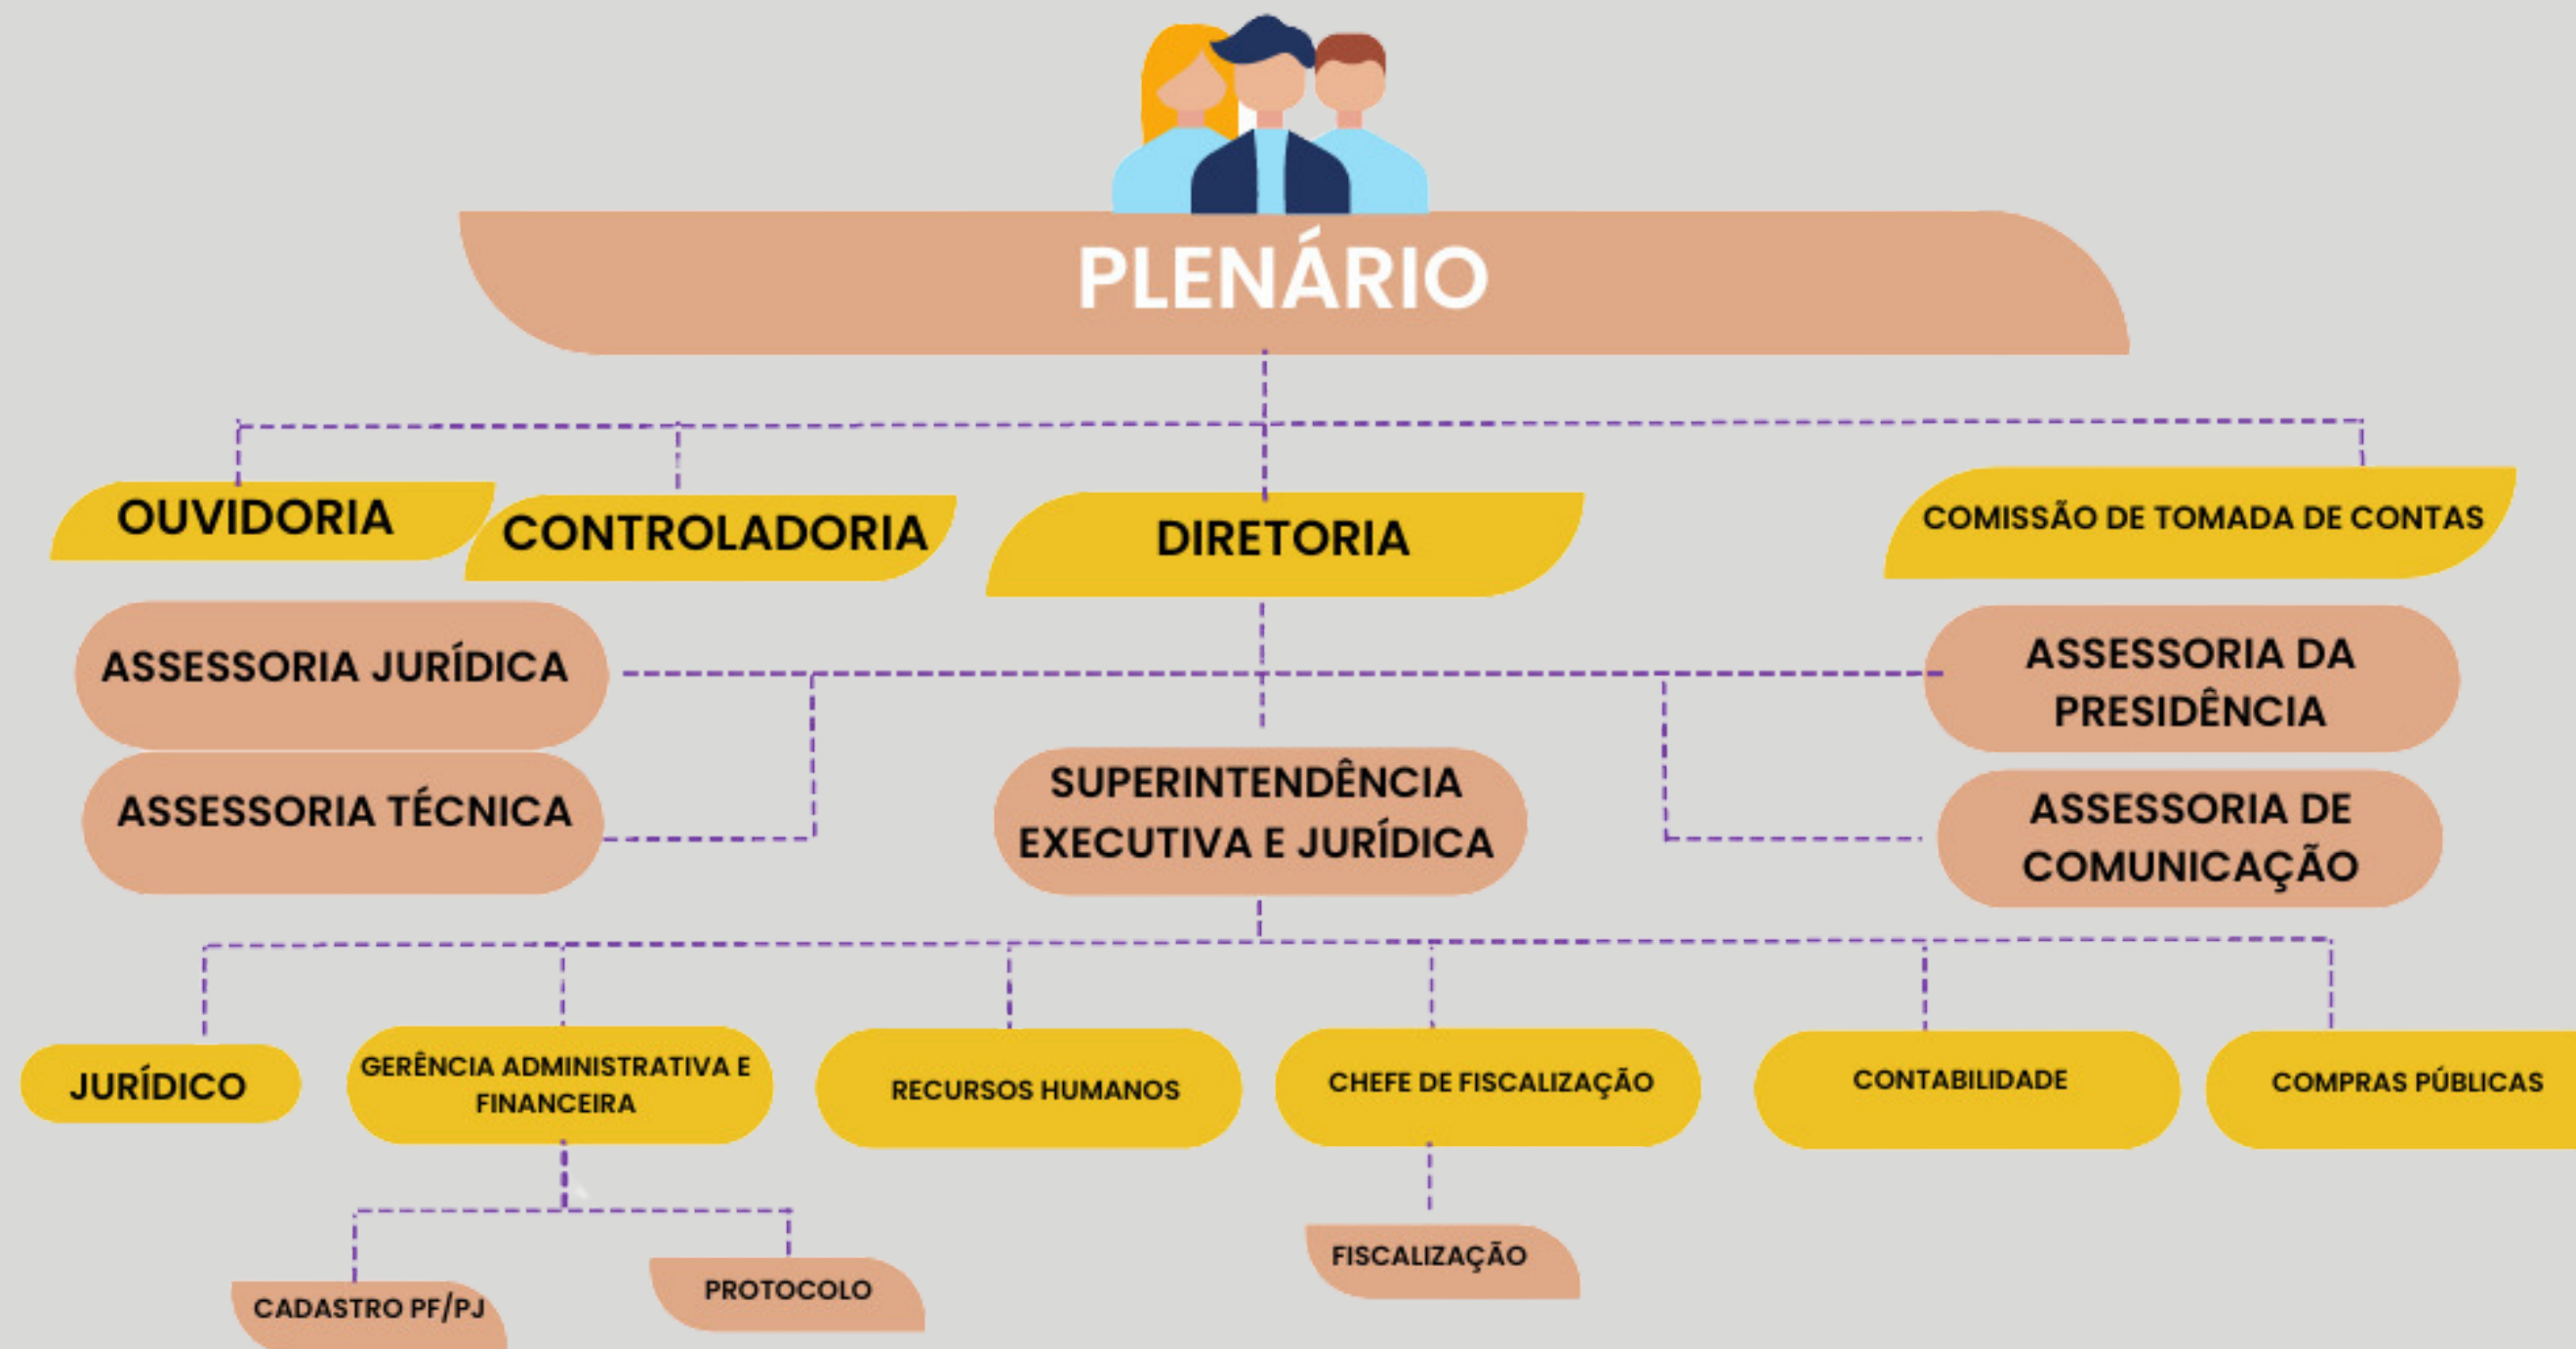 PLENÁRIO
OUVIDORIA
CONTROLADORIA
DIRETORIA
COMISSÃO DE TOMADA DE CONTAS
ASSESSORIA JURÍDICA
ASSESSORIA DA
PRESIDÊNCIA
ASSESSORIA TÉCNICA
SUPERINTENDÊNCIA
EXECUTIVA E JURÍDICA
ASSESSORIA DE
COMUNICAÇÃO
JURÍDICO
GERÊNCIA ADMINISTRATIVA E
FINANCEIRA
RECURSOS HUMANOS
CHEFE DE FISCALIZAÇÃO
CONTABILIDADE
COMPRAS PÚBLICAS
CADASTRO PF/PJ
PROTOCOLO
FISCALIZAÇÃO